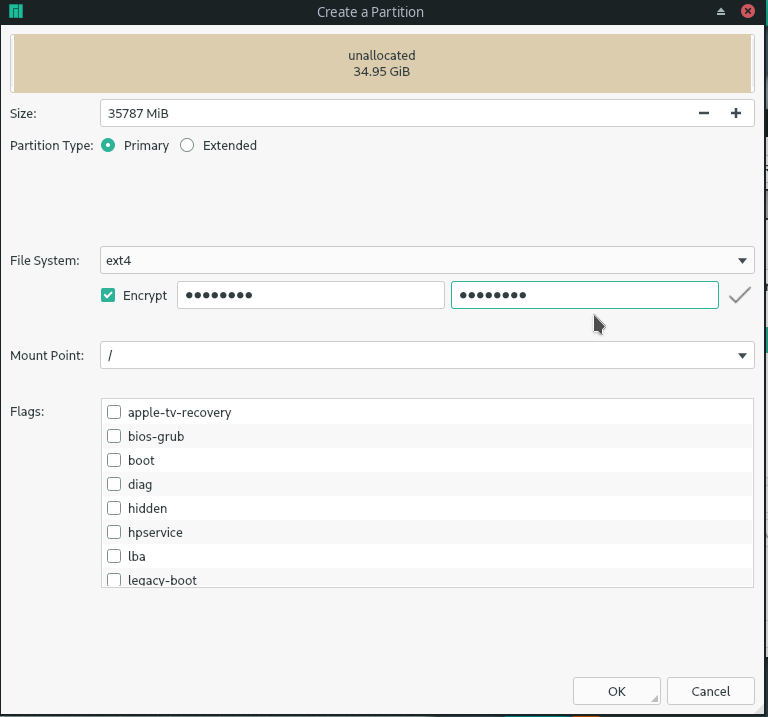 Create a Partition
unallocated
34.95 GiB
Size: 35787 MiB
Partition Type: Primary Extended
File System: ext4
Encrypt ●●●●●●●● ●●●●●●●●
Mount Point: /
Flags: apple-tv-recovery
bios-grub
boot
diag
hidden
hpservice
lba
legacy-boot
OK Cancel